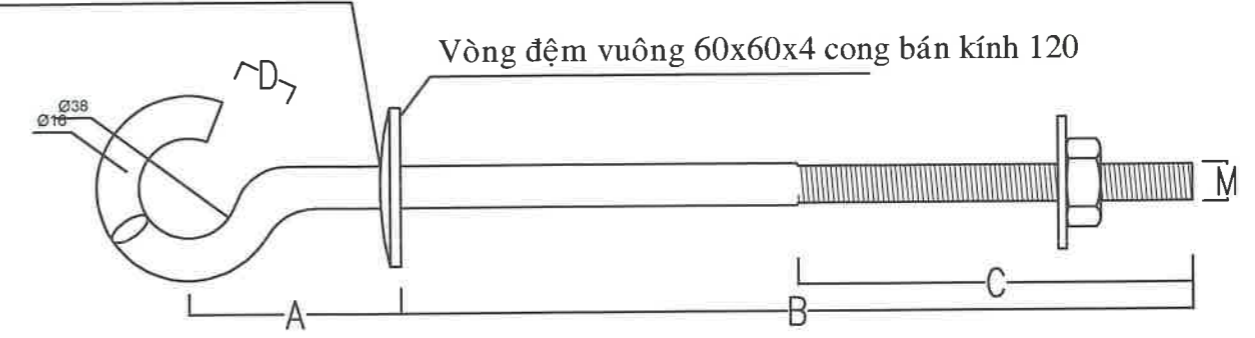 Vòng đệm vuông 60x60x4 cong bán kính 120
D
Ø38
Ø16
M
C
A
B